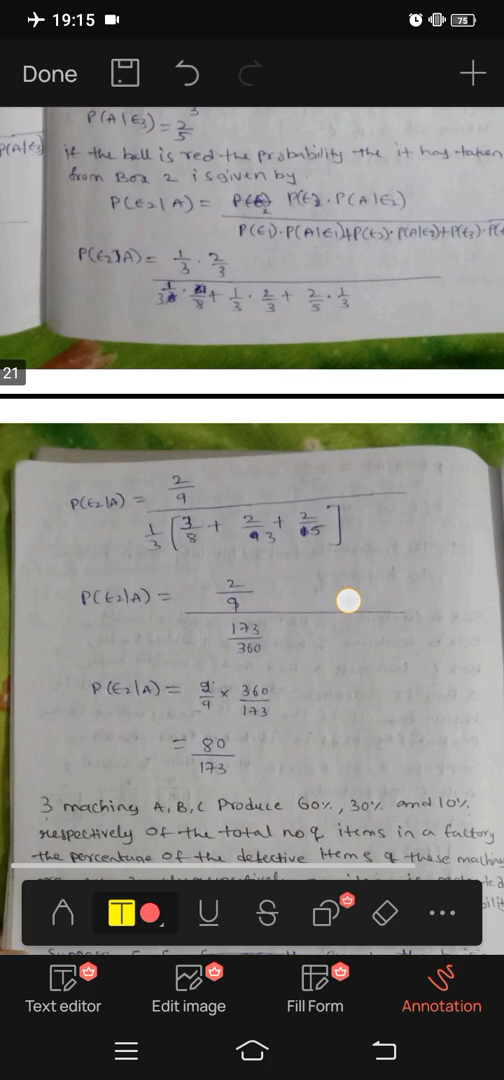 19:15
75
Done
P(A|E3) = 2/5
P(A|E3) if the ball is red the probability the it has taken
from Box 2 is given by
P(E2|A) = P(E2). P(A|E2)
P(E1).P(A|E1)+P(E2).P(A|E2)+P(E3).P(
P(E2|A) = 1/3 . 2/3
1/3 . 3/8 + 1/3 . 2/3 + 2/5 . 1/3
21
P(E2|A) = 2/9
1/3 [3/8 + 2/3 + 2/5]
P(E2|A) = 2/9
173/360
P(E2|A) = 2/9 × 360/173
= 80/173
3 maching A, B, C Produce 60%, 30% and 10%
respectively of the total no of items in a factory
the percentage of the defective items of these machin
Text editor
Edit image
Fill Form
Annotation